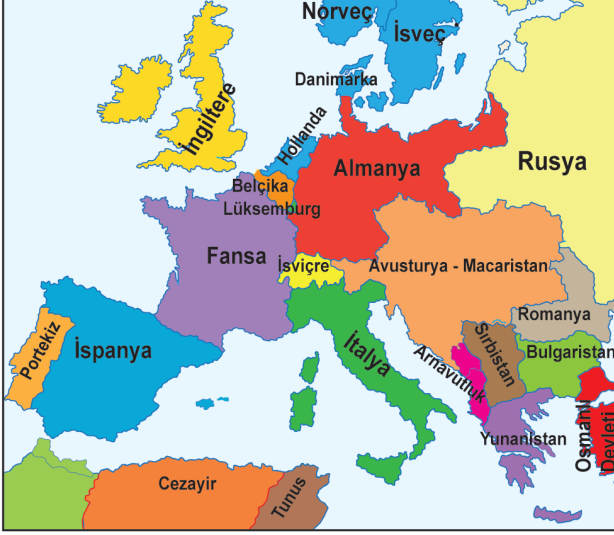 Norveç
İsveç
Danimarka
İngiltere
Hollanda
Almanya
Rusya
Belçika
Lüksemburg
Fansa
İsviçre
Avusturya - Macaristan
Romanya
Portekiz
İspanya
İtalya
Arnavutluk
Sırbistan
Bulgaristan
Yunanistan
Osmanlı
Devleti
Cezayir
Tunus